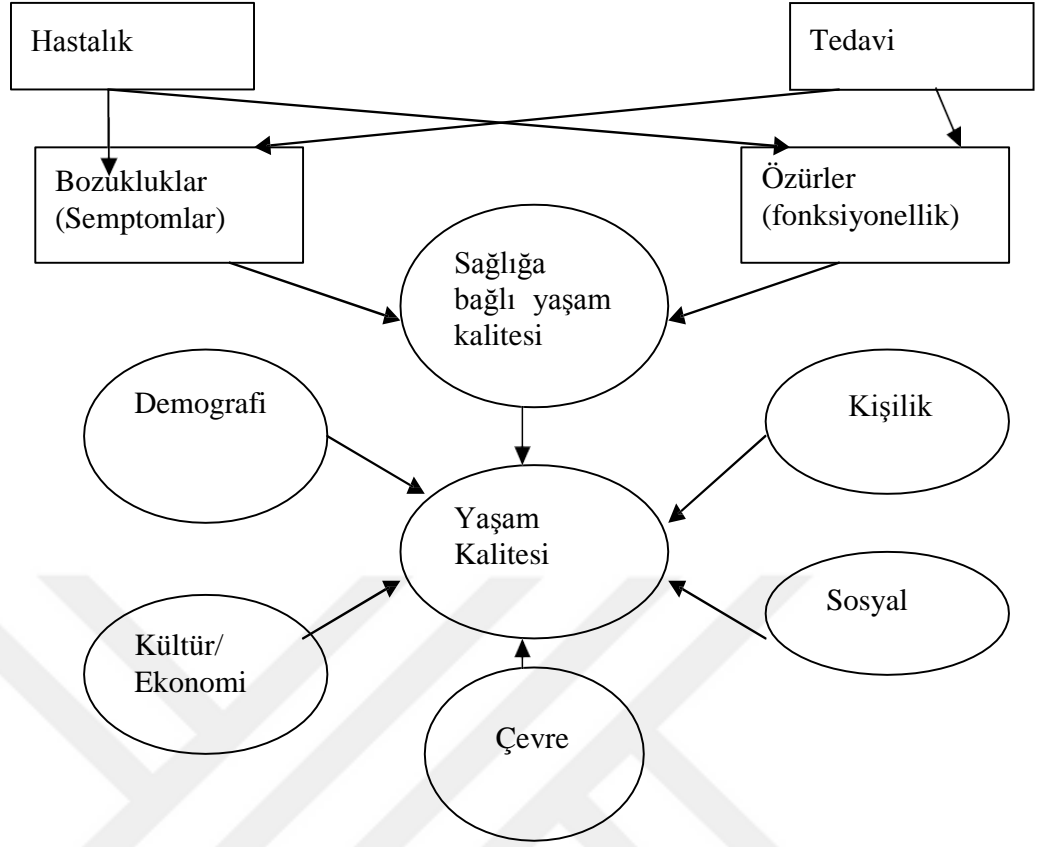 Hastalık
Tedavi
Bozukluklar
(Semptomlar)
Özürler
(fonksiyonellik)
Sağlığa
bağlı yaşam
kalitesi
Demografi
Kişilik
Yaşam
Kalitesi
Sosyal
Kültür/
Ekonomi
Çevre